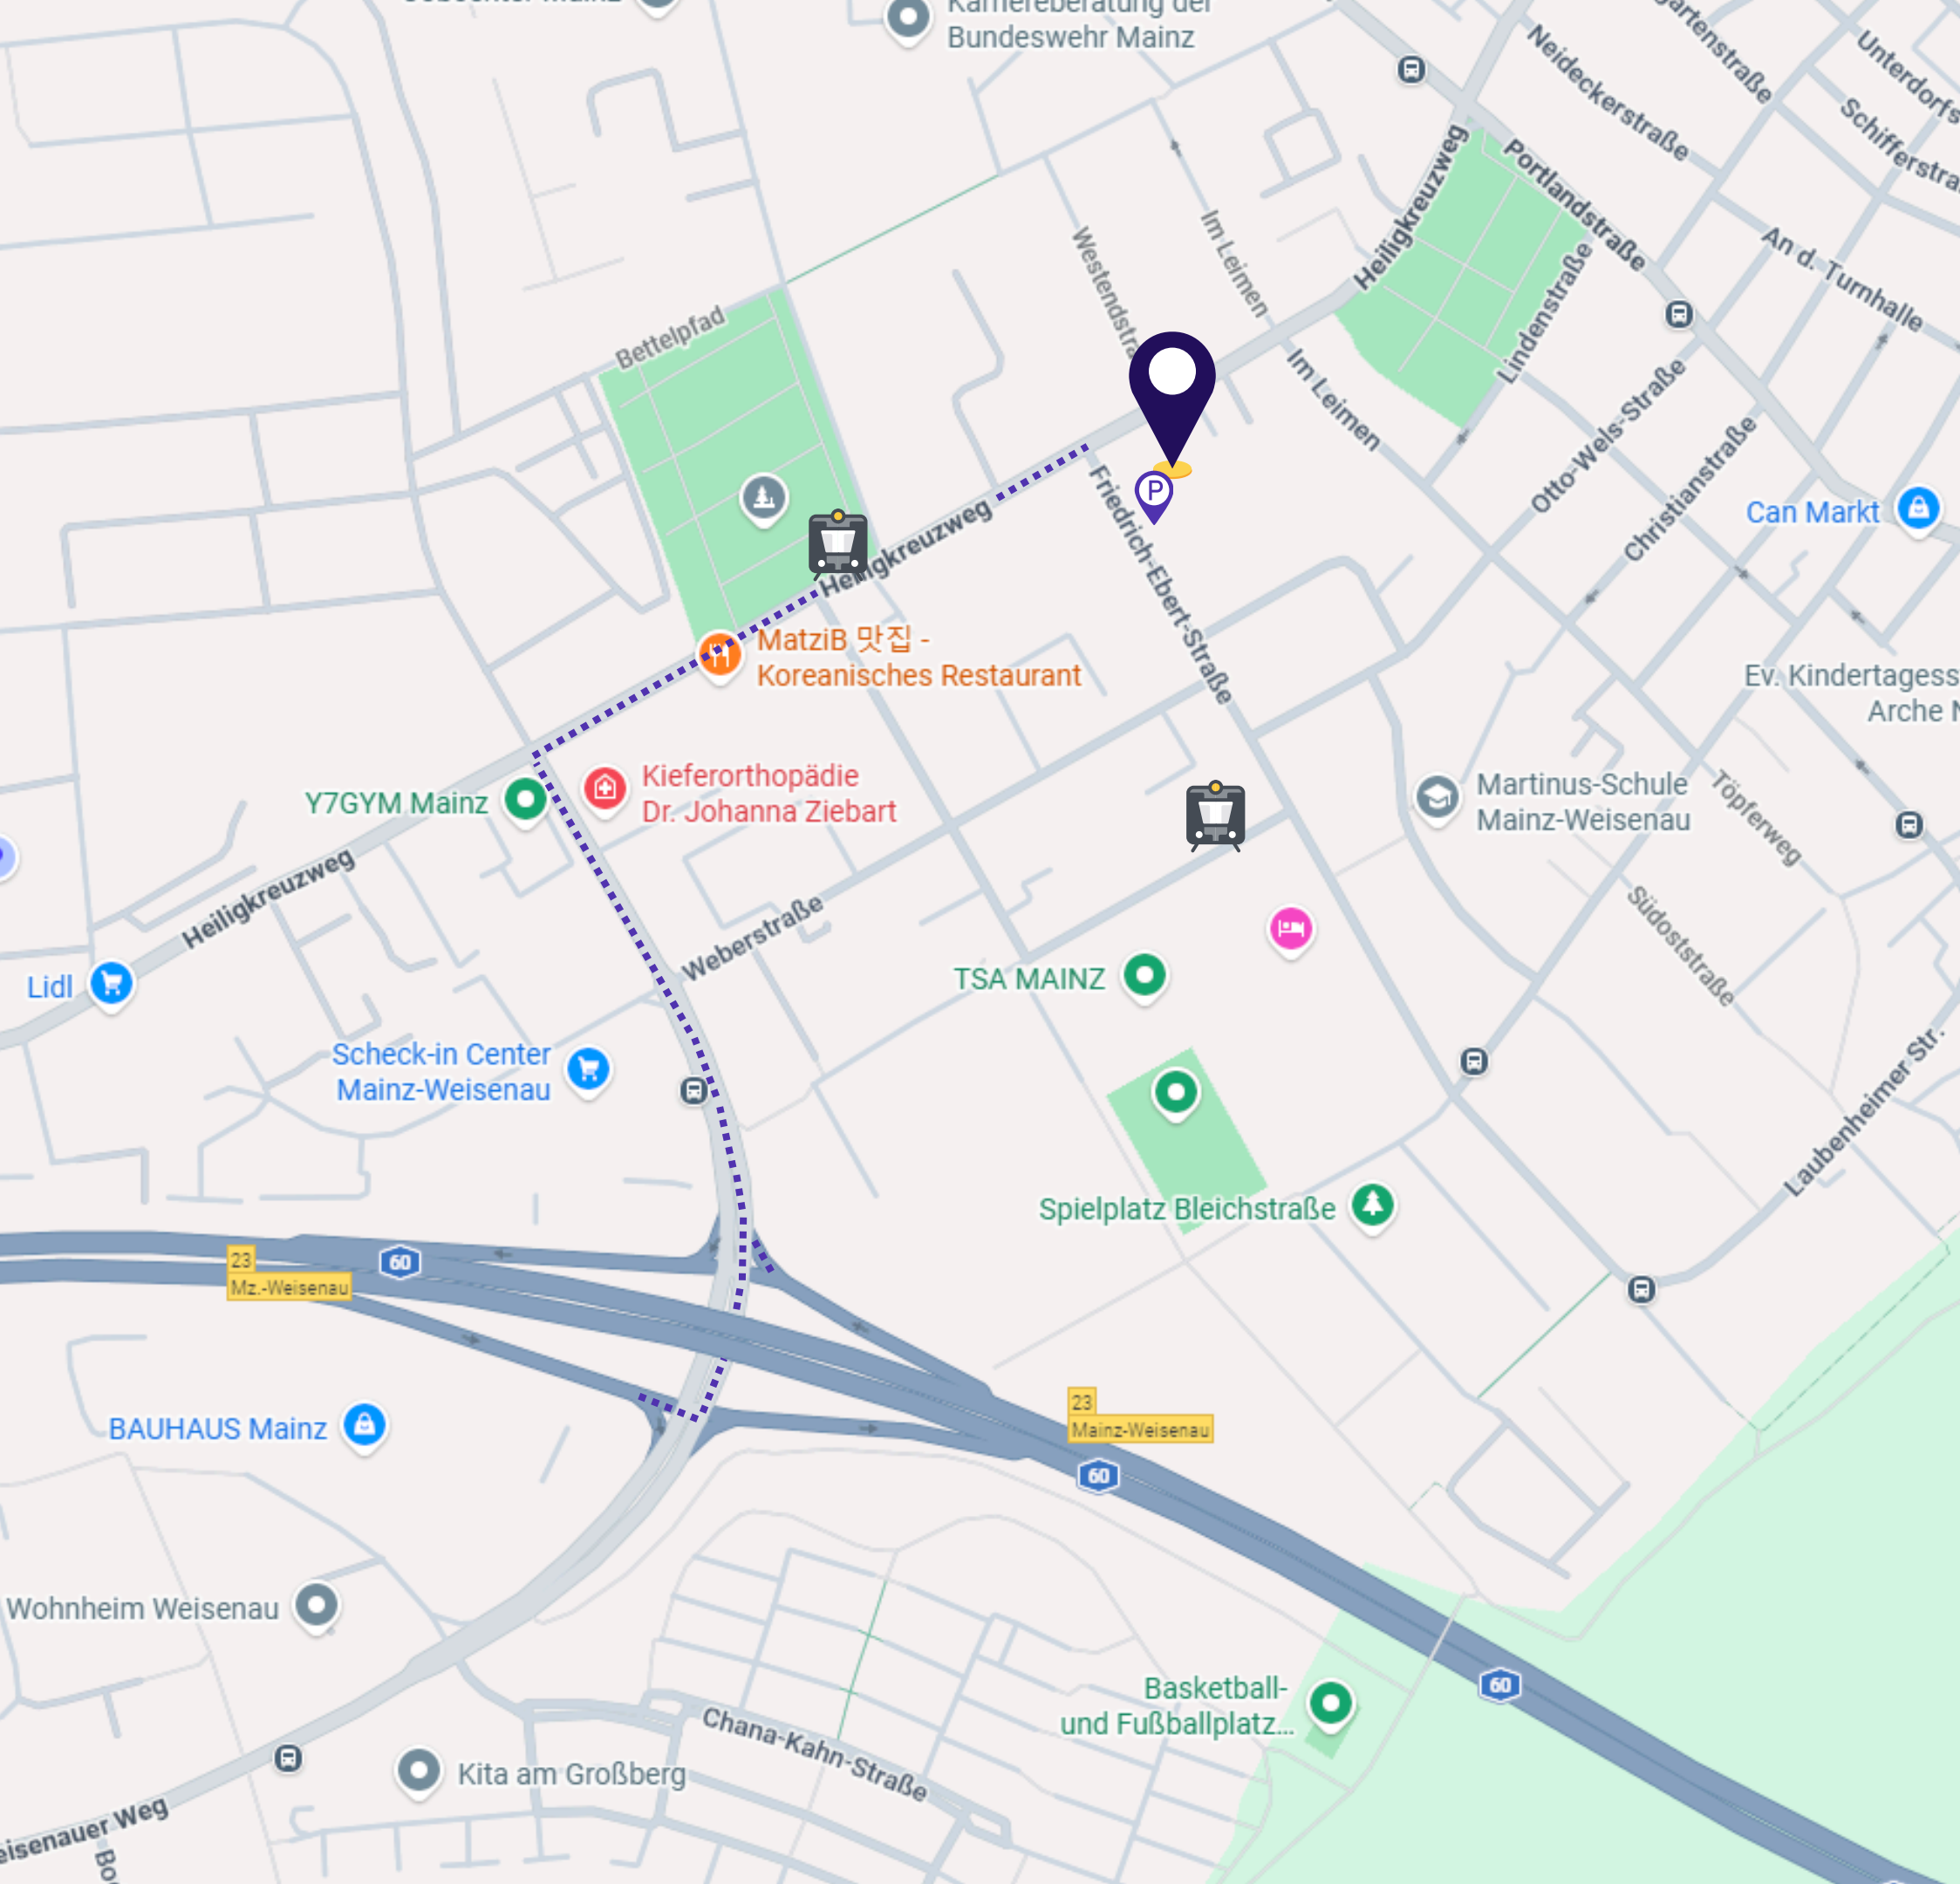 Karriereberatung der
Bundeswehr Mainz
Neideckerstraße
Heiligkreuzweg
Portlandstraße
An d. Turnhalle
Im Leimen
Lindenstraße
Bettelpfad
Im Leimen
Otto-Wels-Straße
Christianstraße
Can Markt
P
Heiligkreuzweg
Friedrich-Ebert-Straße
MatziB 맛집 -
Koreanisches Restaurant
Kieferorthopädie
Dr. Johanna Ziebart
Y7GYM Mainz
Martinus-Schule
Mainz-Weisenau
Ev. Kindertagess
Arche
Töpferweg
Heiligkreuzweg
Weberstraße
Südoststraße
Lidl
TSA MAINZ
Scheck-in Center
Mainz-Weisenau
Laubenheimer Str.
Spielplatz Bleichstraße
23
Mz.-Weisenau
60
BAUHAUS Mainz
23
Mainz-Weisenau
60
Wohnheim Weisenau
60
Basketball-
und Fußballplatz...
Chana-Kahn-Straße
Kita am Großberg
eisenauer Weg